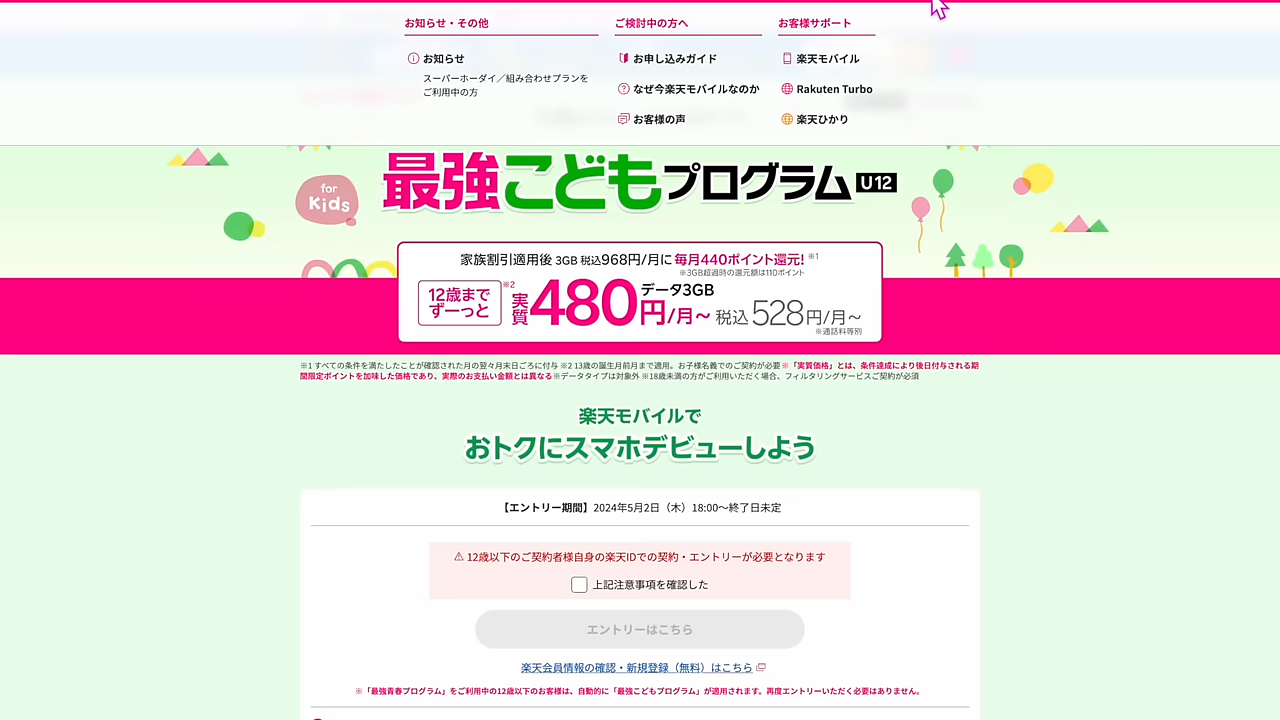 お知らせ・その他
お知らせ
スーパーホーダイ／組み合わせプランを
ご利用中の方
ご検討中の方へ
お申し込みガイド
なぜ今楽天モバイルなのか
お客様の声
お客様サポート
楽天モバイル
Rakuten Turbo
楽天ひかり
for
Kids
最強こどもプログラム U12
家族割引適用後 3GB 税込968円/月に毎月440ポイント還元! ※1
※3GB超過時の還元額は110ポイント
12歳まで
ずーっと
※2
実質480円/月~
データ3GB
税込528円/月~
※通話料等別
※1 すべての条件を満たしたことが確認された月の翌々月末日ごろに付与 ※2 13歳の誕生月前月まで適用。お子様名義でのご契約が必要 ※「実質価格」とは、条件達成により後日付与される期
間限定ポイントを加味した価格であり、実際のお支払い金額とは異なる ※データタイプは対象外 ※18歳未満の方がご利用いただく場合、フィルタリングサービスご契約が必須
楽天モバイルで
おトクにスマホデビューしよう
【エントリー期間】2024年5月2日（木）18:00～終了日未定
12歳以下のご契約者様自身の楽天IDでの契約・エントリーが必要となります
上記注意事項を確認した
エントリーはこちら
楽天会員情報の確認・新規登録（無料）はこちら
※「最強青春プログラム」をご利用中の12歳以下のお客様は、自動的に「最強こどもプログラム」が適用されます。再度エントリーいただく必要はありません。